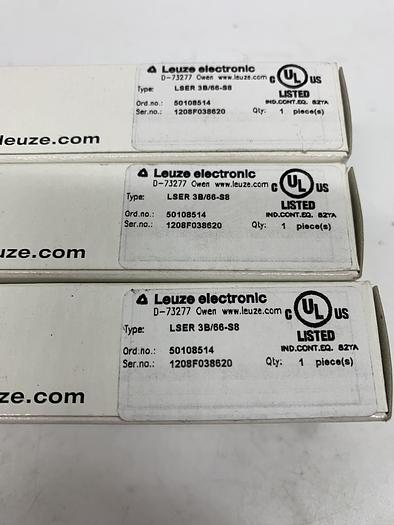 Leuze electronic
D-73277 Owen www.leuze.com
Type: LSER 3B/66-S8
Ord.no.: 50108514
Ser.no.: 1208F038620 Qty: 1 piece(s)
C UL US
LISTED
IND.CONT.EQ. 82YA
leuze.com
Leuze electronic
D-73277 Owen www.leuze.com
Type: LSER 3B/66-S8
Ord.no.: 50108514
Ser.no.: 1208F038620 Qty: 1 piece(s)
C UL US
LISTED
IND.CONT.EQ. 82YA
uze.com
Leuze electronic
D-73277 Owen www.leuze.com
Type: LSER 3B/66-S8
Ord.no.: 50108514
Ser.no.: 1208F038620 Qty: 1 piece(s)
C UL US
LISTED
IND.CONT.EQ. 82YA
ze.com